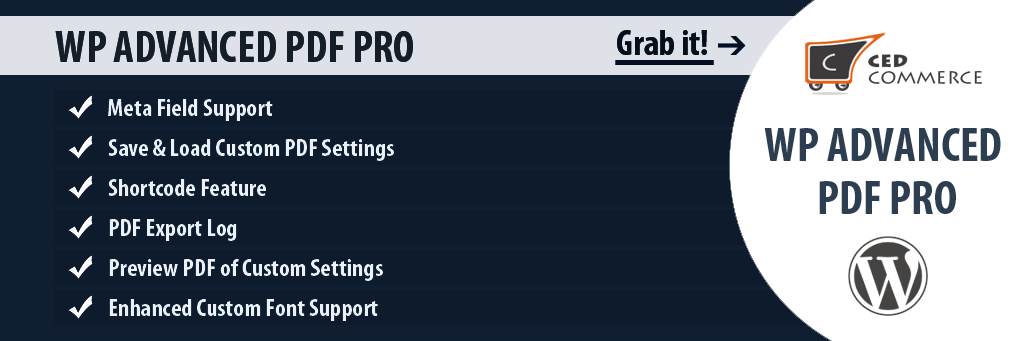 WP ADVANCED PDF PRO
Grab it! →
Meta Field Support
Save & Load Custom PDF Settings
Shortcode Feature
PDF Export Log
Preview PDF of Custom Settings
Enhanced Custom Font Support
C
CED
COMMERCE
WP ADVANCED
PDF PRO
W